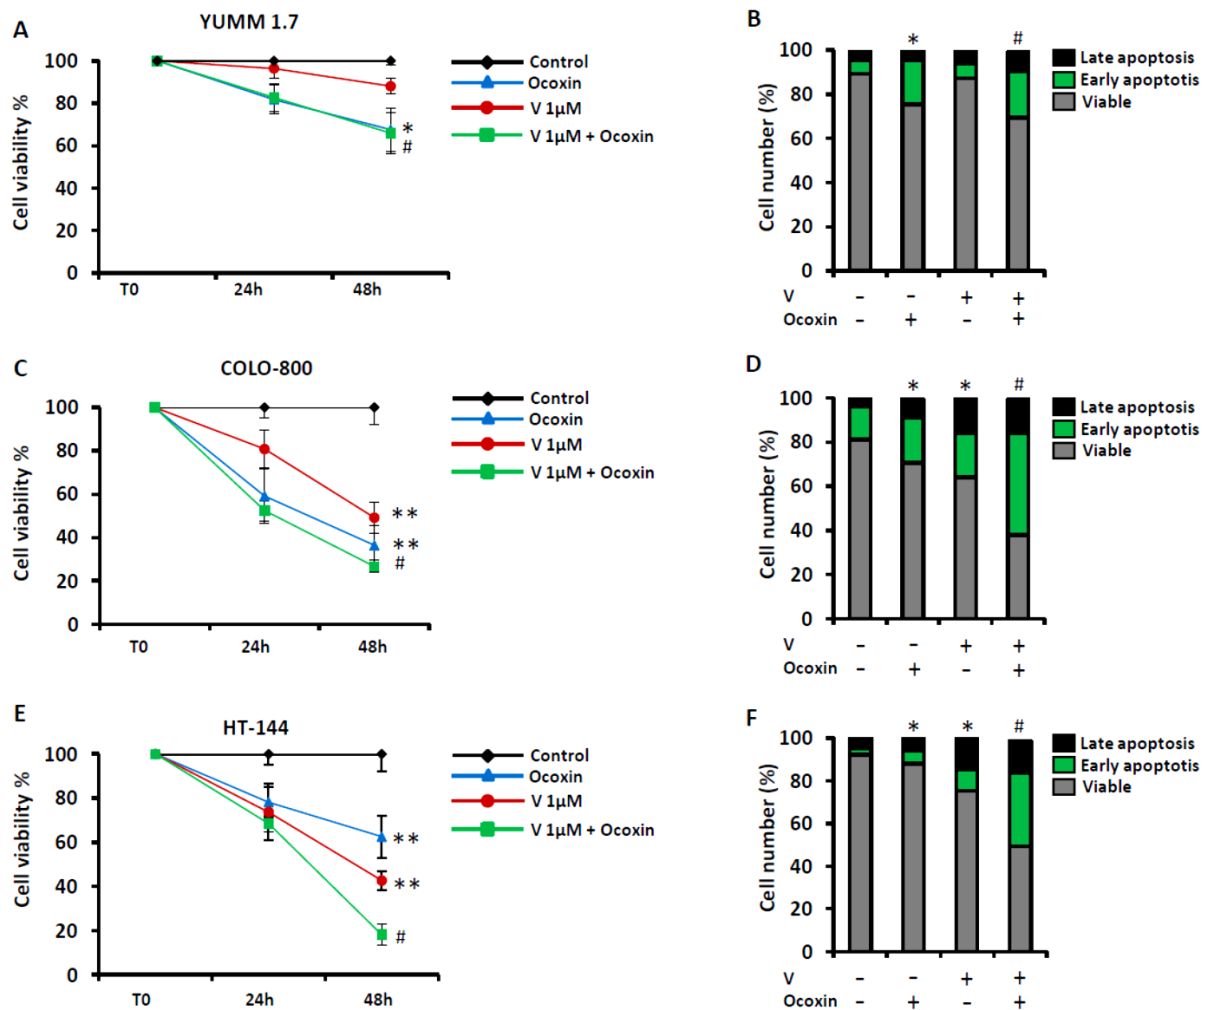 A
YUMM 1.7
Cell viability %
100
80
60
40
20
0
T0 24h 48h
*
#
Control
Ocoxin
V 1µM
V 1µM + Ocoxin
B
Cell number (%)
100
80
60
40
20
0
* #
Late apoptosis
Early apoptotis
Viable
V – – + +
Ocoxin – + – +
C
COLO-800
Cell viability %
100
80
60
40
20
0
T0 24h 48h
**
**
#
Control
Ocoxin
V 1µM
V 1µM + Ocoxin
D
Cell number (%)
100
80
60
40
20
0
* * #
Late apoptosis
Early apoptotis
Viable
V – – + +
Ocoxin – + – +
E
HT-144
Cell viability %
100
80
60
40
20
0
T0 24h 48h
**
**
#
Control
Ocoxin
V 1µM
V 1µM + Ocoxin
F
Cell number (%)
100
80
60
40
20
0
* * #
Late apoptosis
Early apoptotis
Viable
V – – + +
Ocoxin – + – +